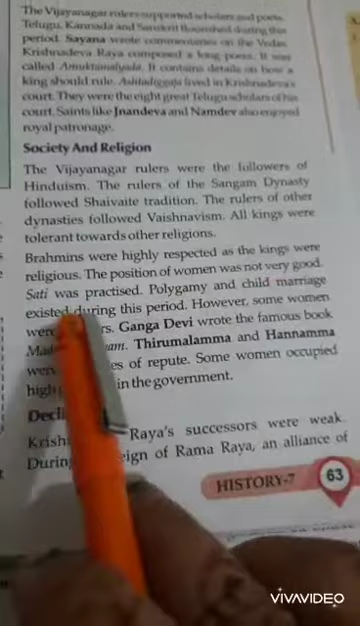 The Vijayanagar rulers supported scholars and poets.
Telugu, Kannada and Sanskrit flourished during this
period. Sayana wrote commentaries on the Vedas.
Krishnadeva Raya composed a long poem. It was
called Amuktamalyada. It contains details on how a
king should rule. Ashtadiggaja lived in Krishnadeva's
court. They were the eight great Telugu scholars of his
court. Saints like Jnandeva and Namdev also enjoyed
royal patronage.
Society And Religion
The Vijayanagar rulers were the followers of
Hinduism. The rulers of the Sangam Dynasty
followed Shaivaite tradition. The rulers of other
dynasties followed Vaishnavism. All kings were
tolerant towards other religions.
Brahmins were highly respected as the kings were
religious. The position of women was not very good.
Sati was practised. Polygamy and child marriage
existed during this period. However, some women
were rs. Ganga Devi wrote the famous book
Mad am. Thirumalamma and Hannamma
wer es of repute. Some women occupied
high in the government.
Decli
Krish Raya's successors were weak.
During eign of Rama Raya, an alliance of
HISTORY-7 63
VIVAVIDEO